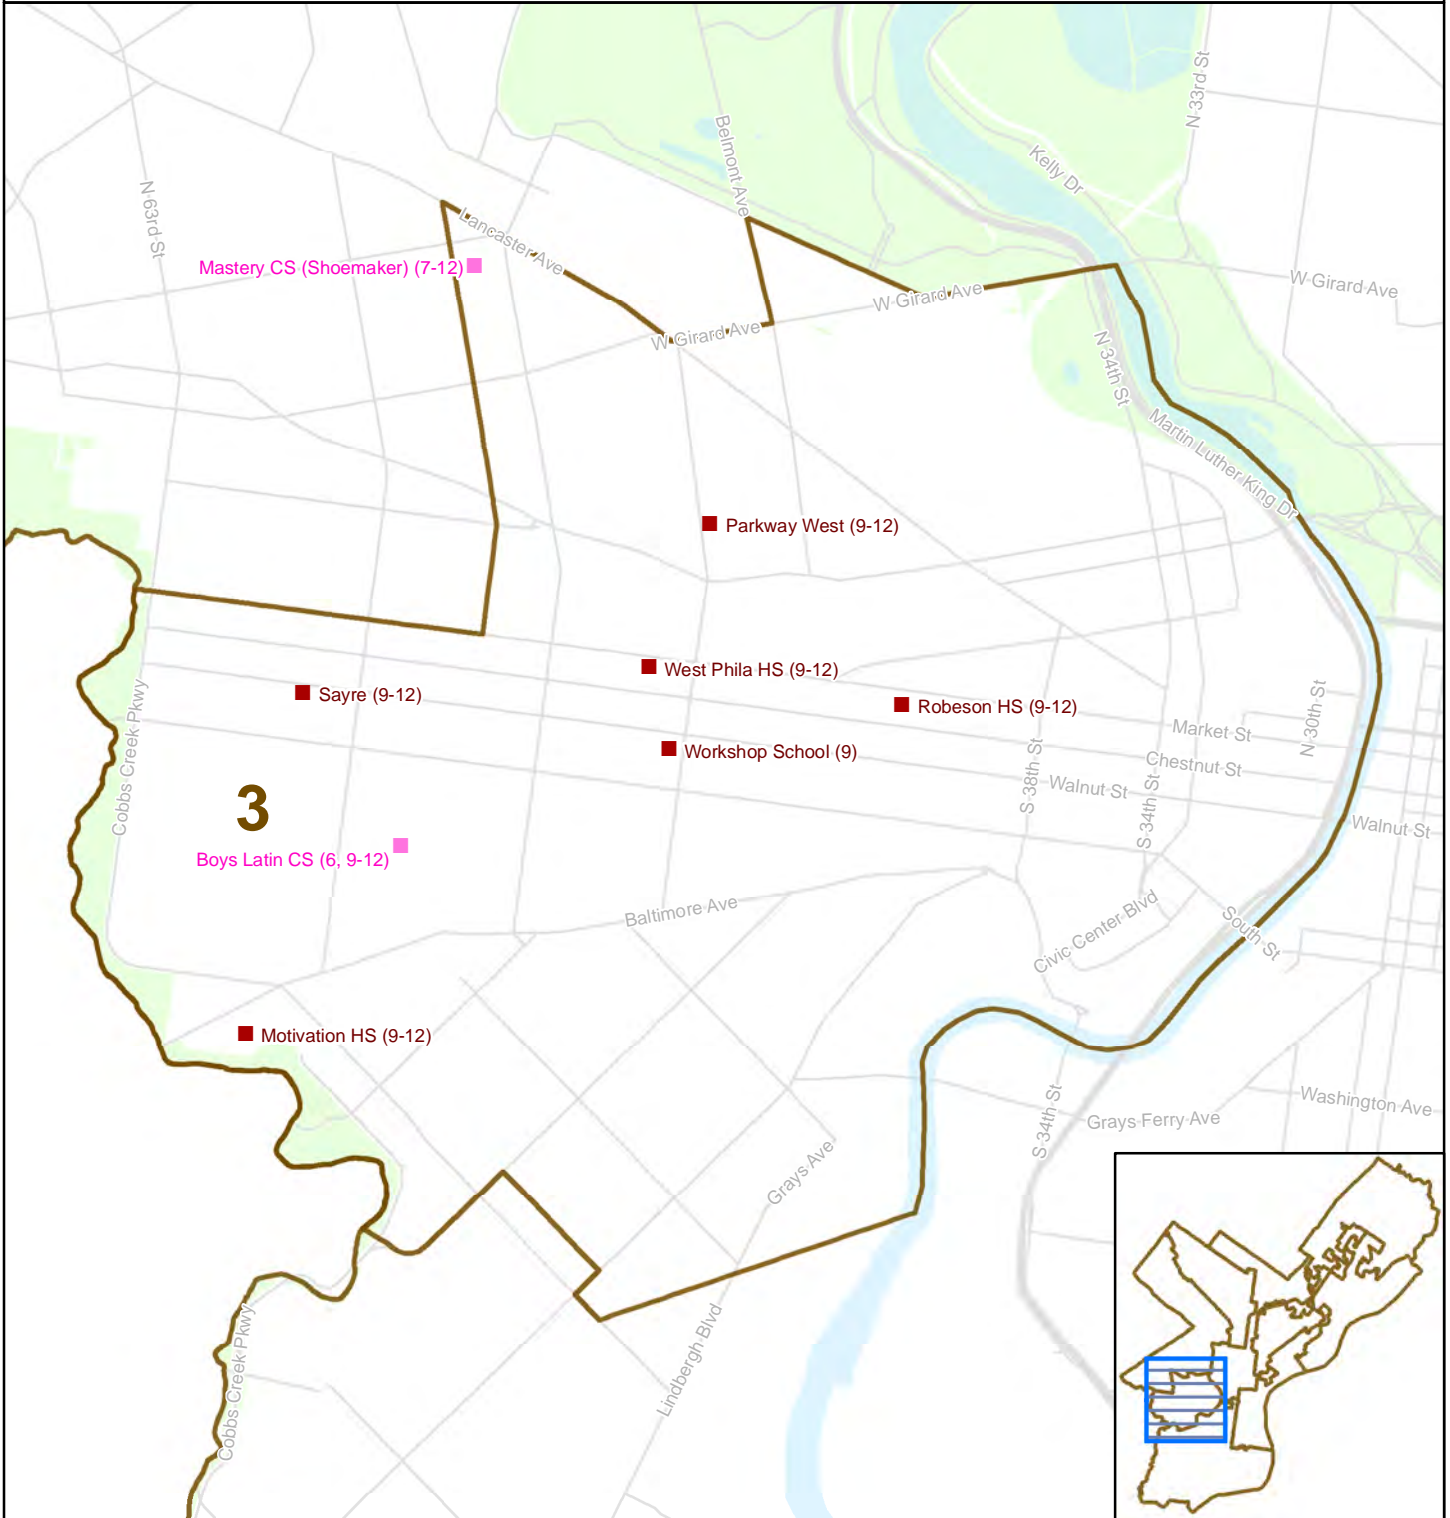 N 33rd St
Belmont Ave
Kelly Dr
N 63rd St
Lancaster Ave
Mastery CS (Shoemaker) (7-12)
W Girard Ave
W Girard Ave
W Girard Ave
N 34th St
Martin Luther King Dr
Parkway West (9-12)
West Phila HS (9-12)
Sayre (9-12)
Robeson HS (9-12)
Cobbs Creek Pkwy
N 30th St
Market St
Workshop School (9)
Chestnut St
S 38th St
Walnut St
S 34th St
3
Walnut St
Boys Latin CS (6, 9-12)
Baltimore Ave
Civic Center Blvd
South St
Motivation HS (9-12)
Washington Ave
S 34th St
Grays Ferry Ave
Grays Ave
Lindbergh Blvd
Cobbs Creek Pkwy